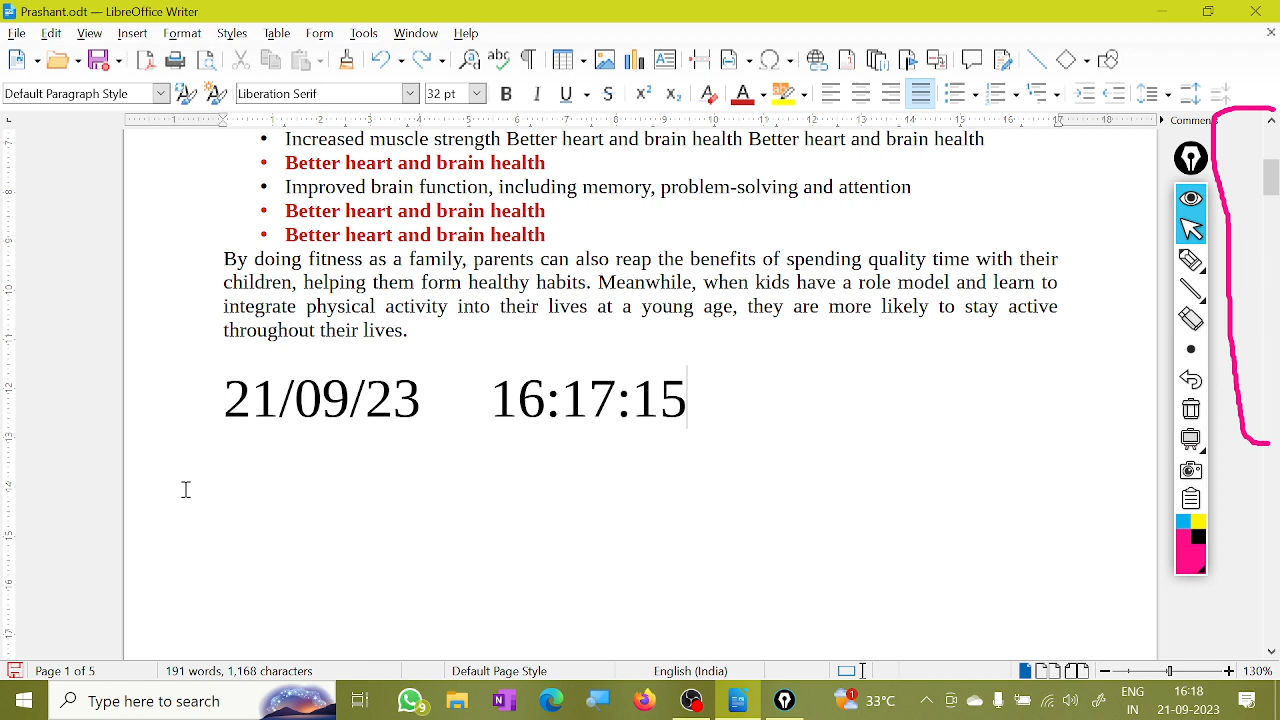 Prashant.odt — LibreOffice Writer
File Edit View Insert Format Styles Table Form Tools Window Help
Default Paragraph Style Liberation Serif 32 pt
Comments
• Increased muscle strength Better heart and brain health Better heart and brain health
• Better heart and brain health
• Improved brain function, including memory, problem-solving and attention
• Better heart and brain health
• Better heart and brain health
By doing fitness as a family, parents can also reap the benefits of spending quality time with their
children, helping them form healthy habits. Meanwhile, when kids have a role model and learn to
integrate physical activity into their lives at a young age, they are more likely to stay active
throughout their lives.
21/09/23 16:17:15
Page 1 of 5 191 words, 1,168 characters Default Page Style English (India) 130%
Type here to search 33°C ENG 16:18
IN 21-09-2023